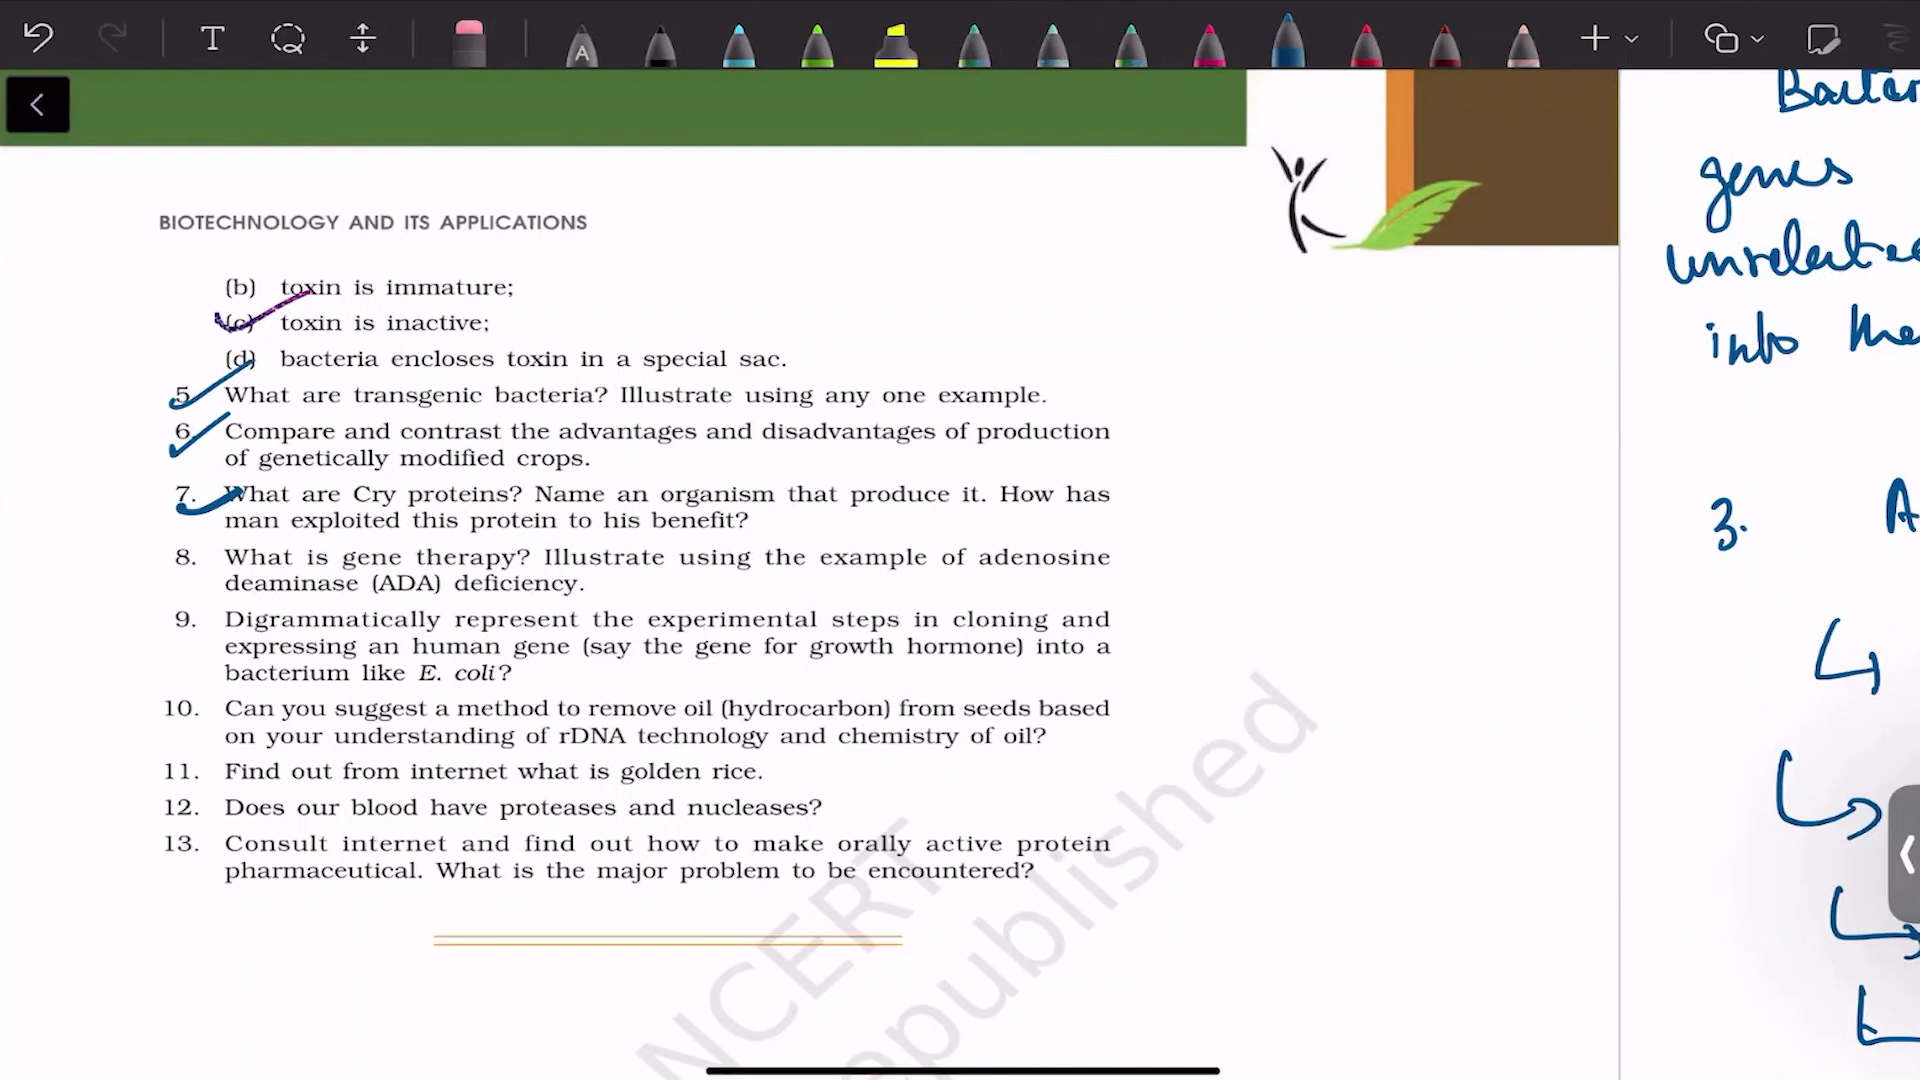 BIOTECHNOLOGY AND ITS APPLICATIONS
(b) toxin is immature;
(c) toxin is inactive;
(d) bacteria encloses toxin in a special sac.
5. What are transgenic bacteria? Illustrate using any one example.
6. Compare and contrast the advantages and disadvantages of production
of genetically modified crops.
7. What are Cry proteins? Name an organism that produce it. How has
man exploited this protein to his benefit?
8. What is gene therapy? Illustrate using the example of adenosine
deaminase (ADA) deficiency.
9. Digrammatically represent the experimental steps in cloning and
expressing an human gene (say the gene for growth hormone) into a
bacterium like E. coli?
10. Can you suggest a method to remove oil (hydrocarbon) from seeds based
on your understanding of rDNA technology and chemistry of oil?
11. Find out from internet what is golden rice.
12. Does our blood have proteases and nucleases?
13. Consult internet and find out how to make orally active protein
pharmaceutical. What is the major problem to be encountered?
NCERT
epublished
genes
into
3. A
T
A